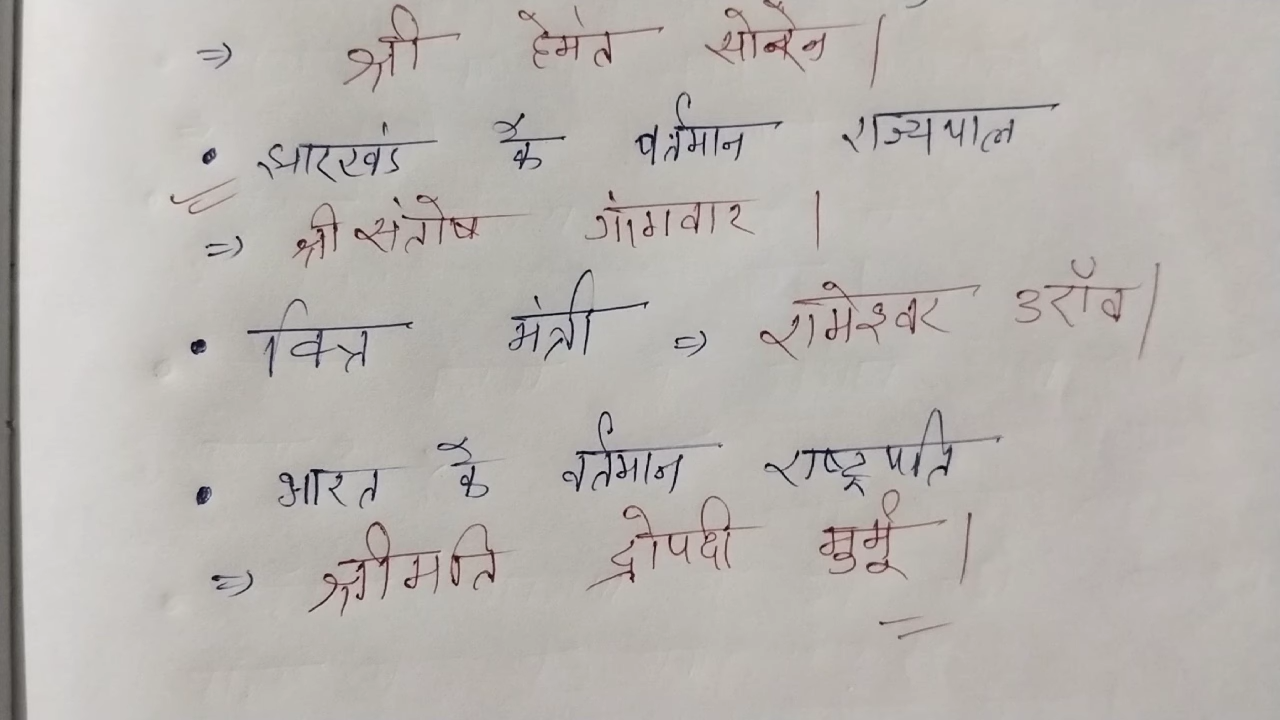 ⇒ श्री हेमंत सोरेन।
• झारखंड के वर्तमान राज्यपाल
⇒ श्री संतोष गंगवार।
• वित्त मंत्री ⇒ रामेश्वर उराँव।
• भारत के वर्तमान राष्ट्रपति
⇒ श्रीमति द्रोपदी मुर्मू।